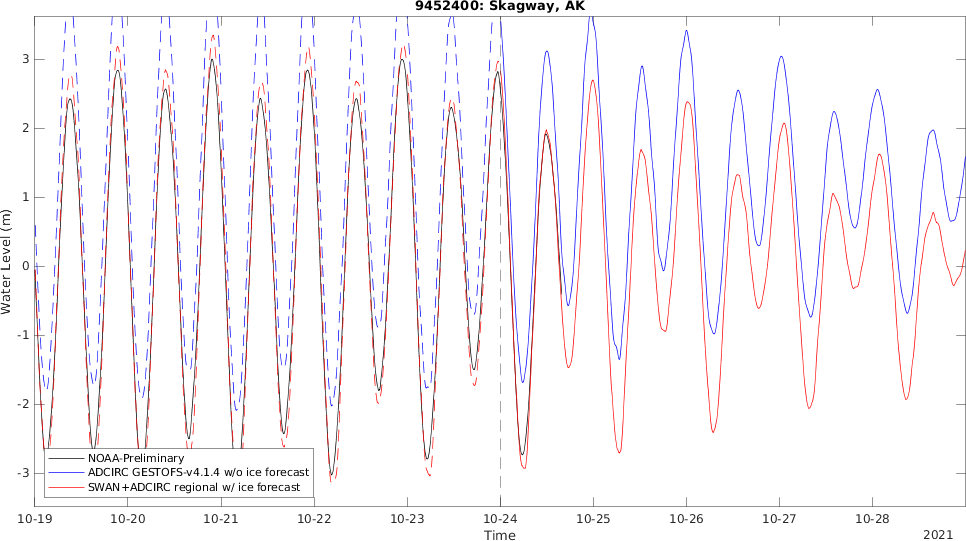 9452400: Skagway, AK
Water Level (m)
3
2
1
0
-1
-2
-3
NOAA-Preliminary
ADCIRC GESTOFS-v4.1.4 w/o ice forecast
SWAN+ADCIRC regional w/ ice forecast
10-19 10-20 10-21 10-22 10-23 10-24 10-25 10-26 10-27 10-28
Time
2021